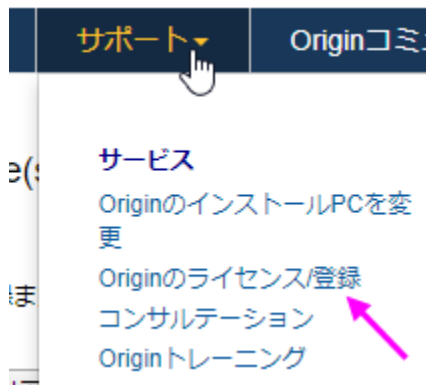 サポート Originコミ
サービス
OriginのインストールPCを変
更
Originのライセンス/登録
コンサルテーション
Originトレーニング
e(
ま